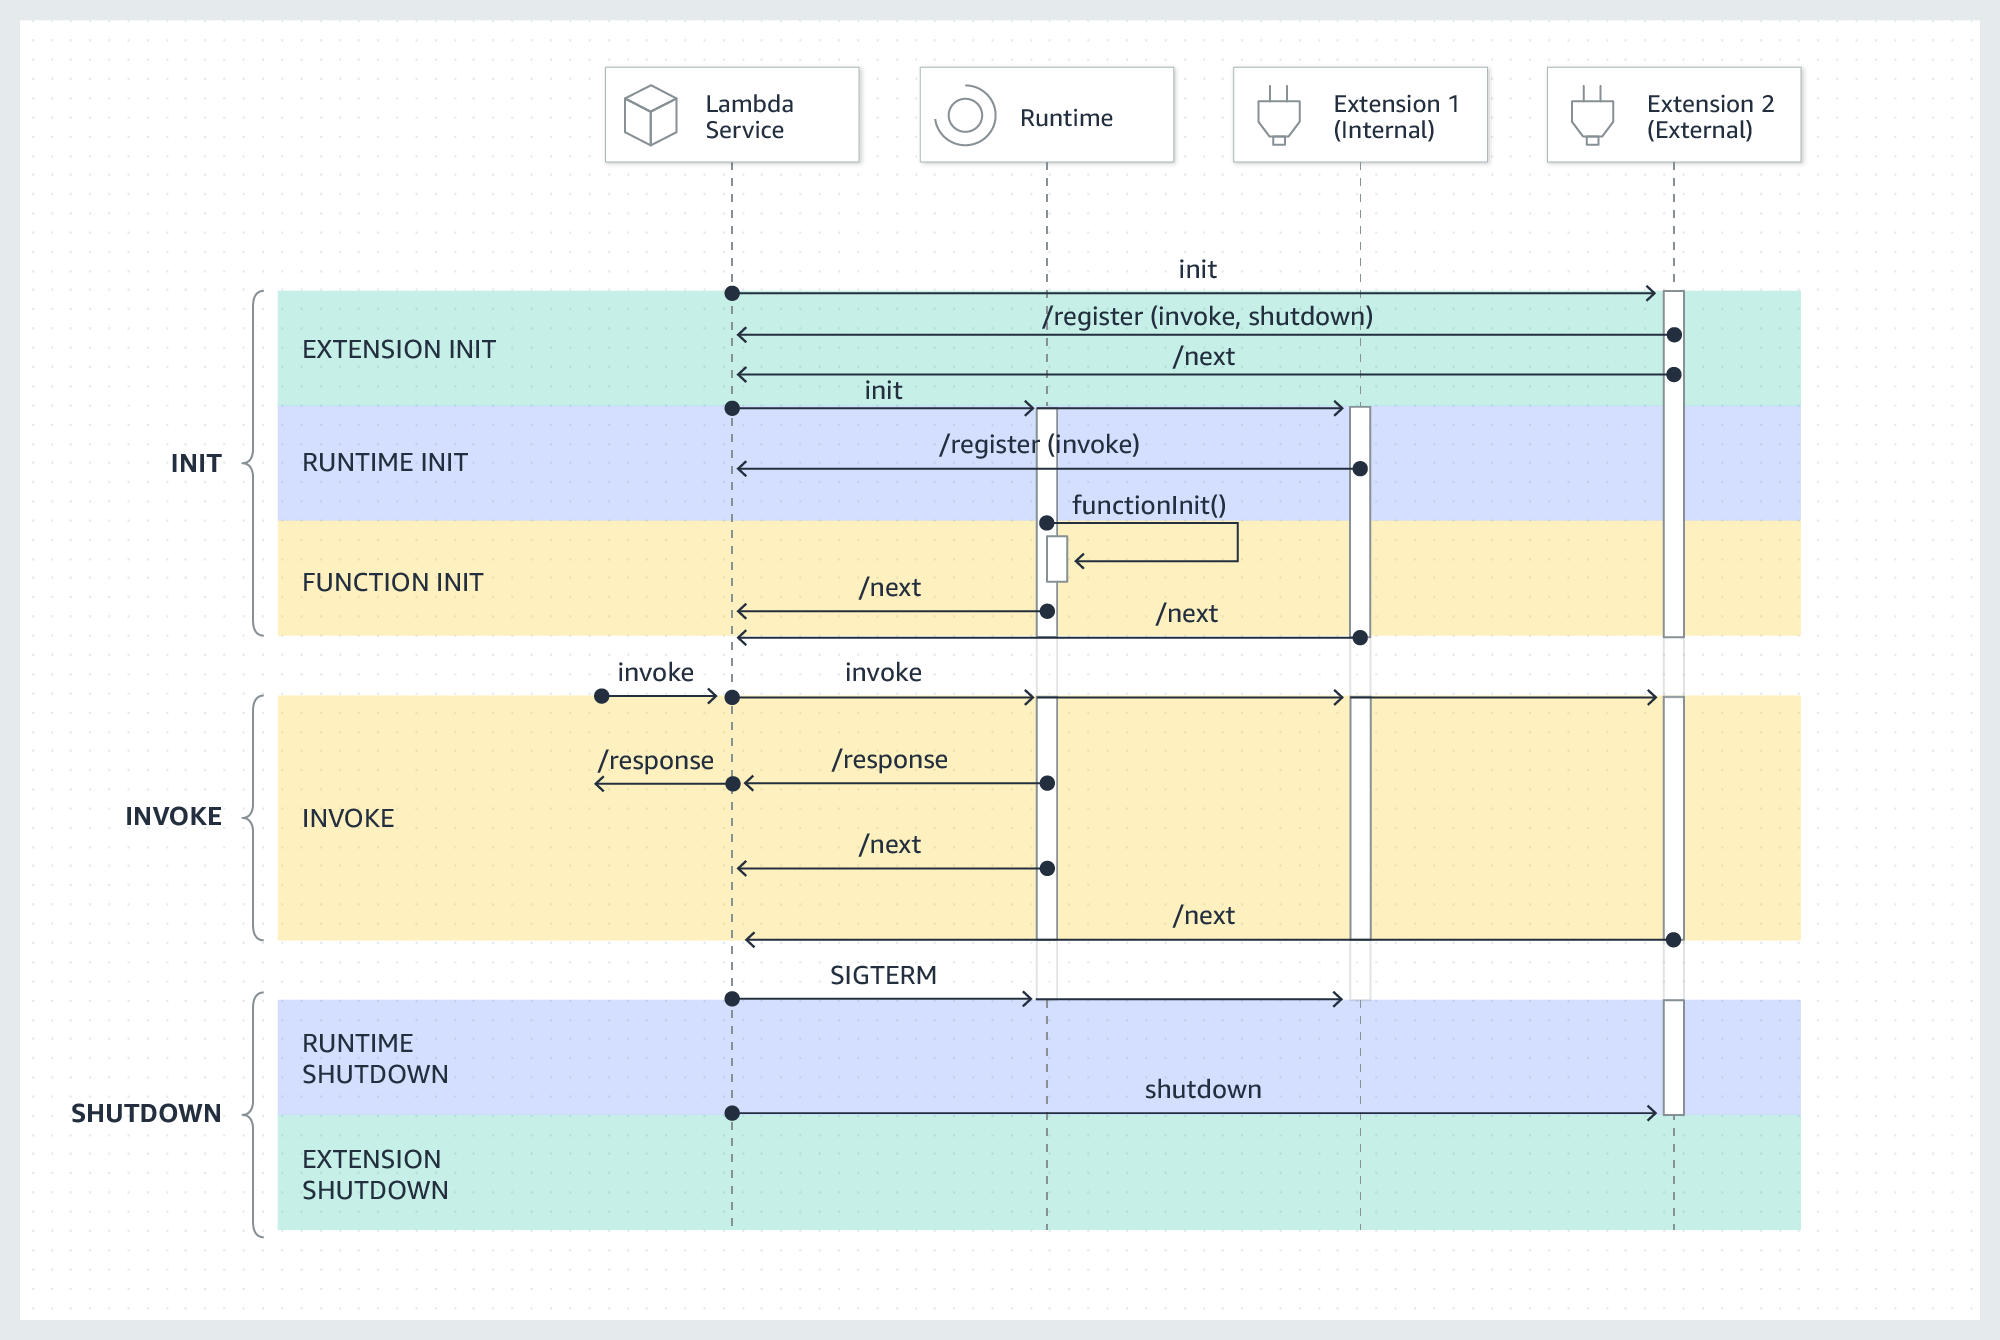 Lambda
Service
Runtime
Extension 1
(Internal)
Extension 2
(External)
init
/register (invoke, shutdown)
EXTENSION INIT
/next
init
/register (invoke)
INIT
RUNTIME INIT
functionInit()
FUNCTION INIT
/next
/next
invoke
invoke
/response
/response
INVOKE
INVOKE
/next
/next
SIGTERM
RUNTIME
SHUTDOWN
shutdown
SHUTDOWN
EXTENSION
SHUTDOWN